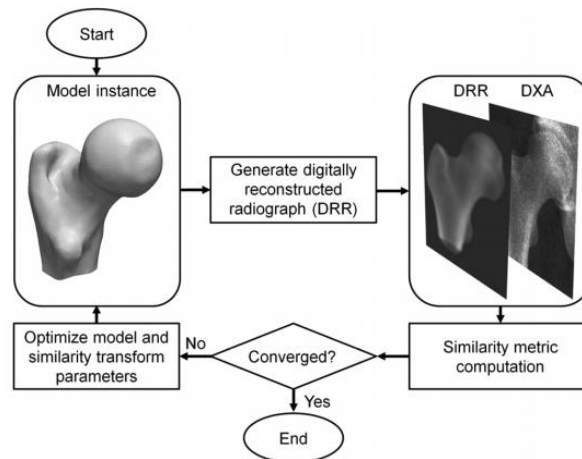 Start
Model instance
Generate digitally
reconstructed
radiograph (DRR)
DRR
DXA
Similarity metric
computation
Converged?
No
Optimize model and
similarity transform
parameters
Yes
End